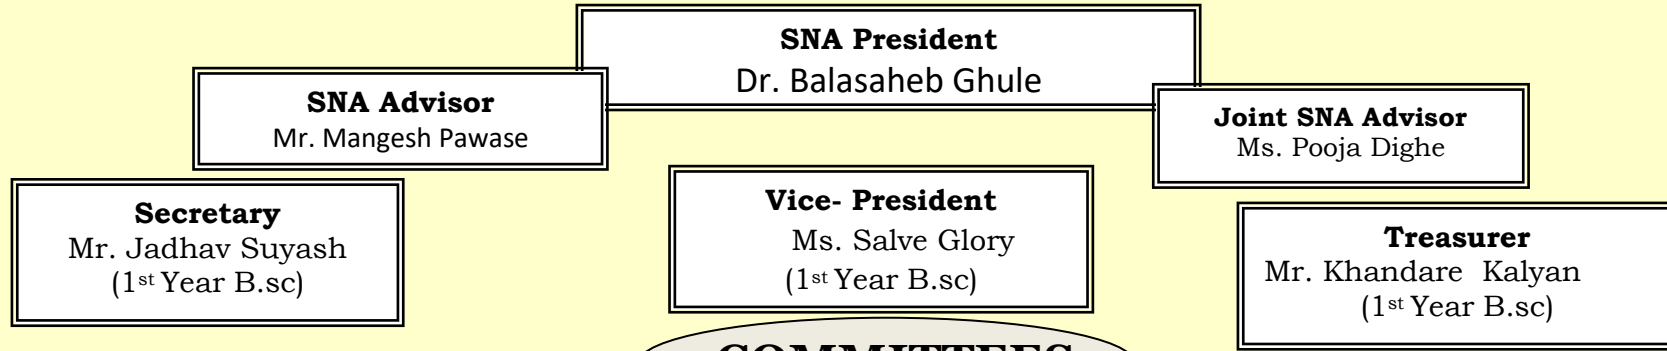 SNA President
Dr. Balasaheb Ghule
SNA Advisor
Mr. Mangesh Pawase
Joint SNA Advisor
Ms. Pooja Dighe
Secretary
Mr. Jadhav Suyash
(1st Year B.sc)
Vice- President
Ms. Salve Glory
(1st Year B.sc)
Treasurer
Mr. Khandare Kalyan
(1st Year B.sc)
COMMITTEES